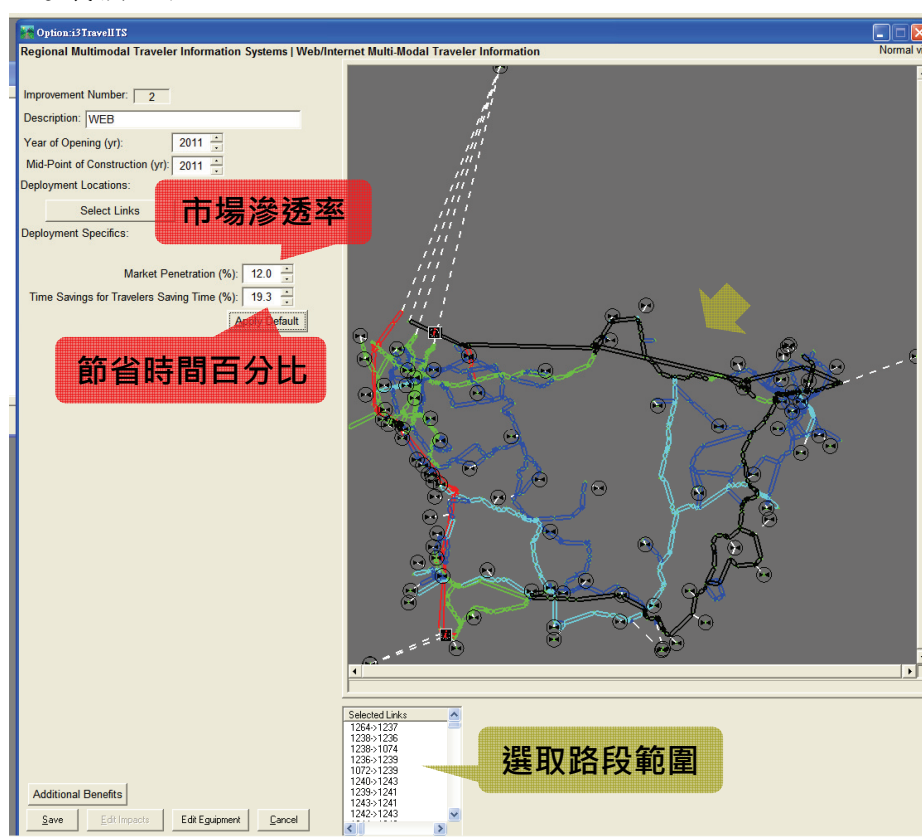 Option:i3TravelITS
Regional Multimodal Traveler Information Systems | Web/Internet Multi-Modal Traveler Information
Normal
Improvement Number: 2
Description: WEB
Year of Opening (yr): 2011
Mid-Point of Construction (yr): 2011
Deployment Locations:
Select Links
市場滲透率
Deployment Specifics:
Market Penetration (%): 12.0
Time Savings for Travelers Saving Time (%): 19.3
Apply Default
節省時間百分比
Selected Links
1264->1237
1238->1236
1238->1074
1236->1239
1072->1239
1240->1243
1239->1241
1243->1241
1242->1243
選取路段範圍
Additional Benefits
Save Edit Impacts Edit Equipment Cancel